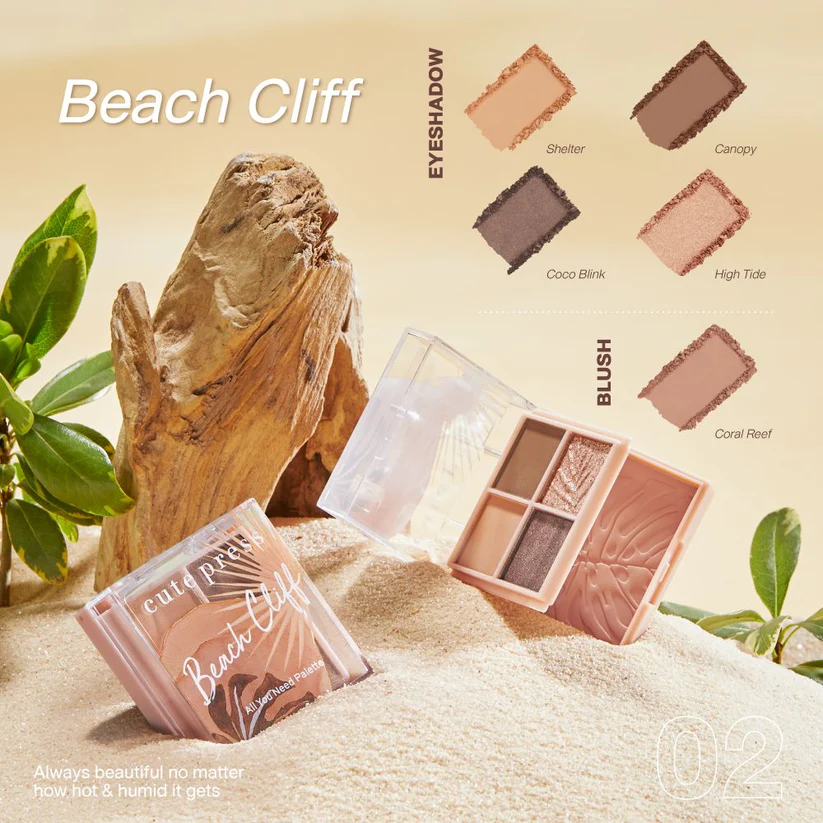 Beach Cliff
EYESHADOW
Shelter
Canopy
Coco Blink
High Tide
BLUSH
Coral Reef
cute press
Beach Cliff
All You Need Palette
Always beautiful no matter
how hot & humid it gets
02